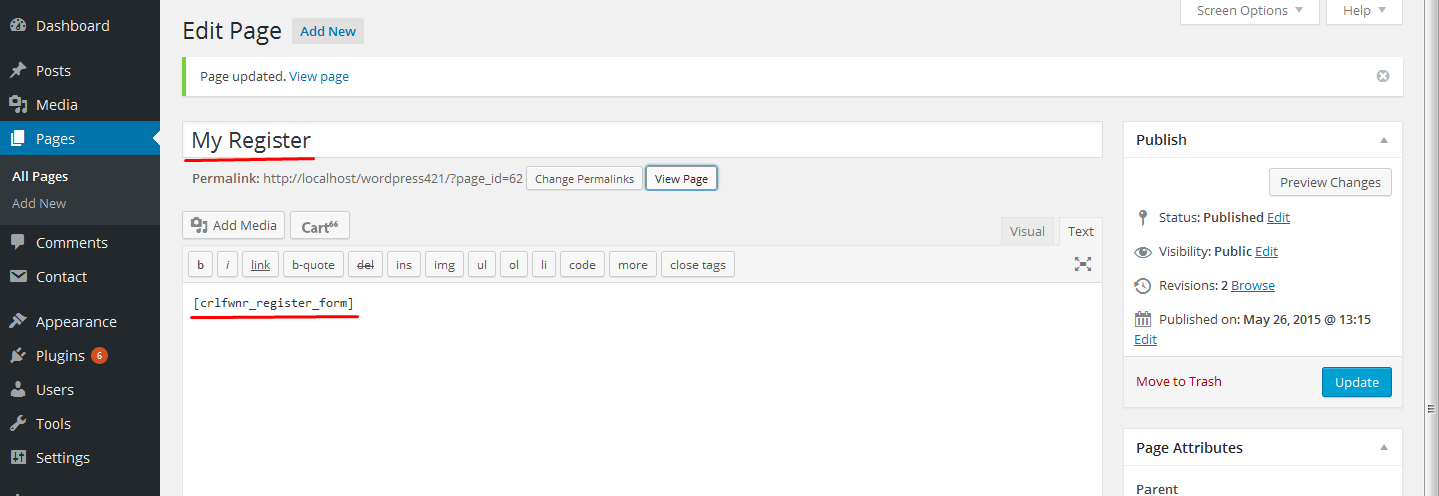 Dashboard
Posts
Media
Pages
All Pages
Add New
Comments
Contact
Appearance
Plugins 6
Users
Tools
Settings
Screen Options Help
Edit Page Add New
Page updated. View page
My Register
Permalink: http://localhost/wordpress421/?page_id=62 Change Permalinks View Page
Add Media Cart66
Visual Text
b i link b-quote del ins img ul ol li code more close tags
[crlfwnr_register_form]
Publish
Preview Changes
Status: Published Edit
Visibility: Public Edit
Revisions: 2 Browse
Published on: May 26, 2015 @ 13:15
Edit
Move to Trash Update
Page Attributes
Parent